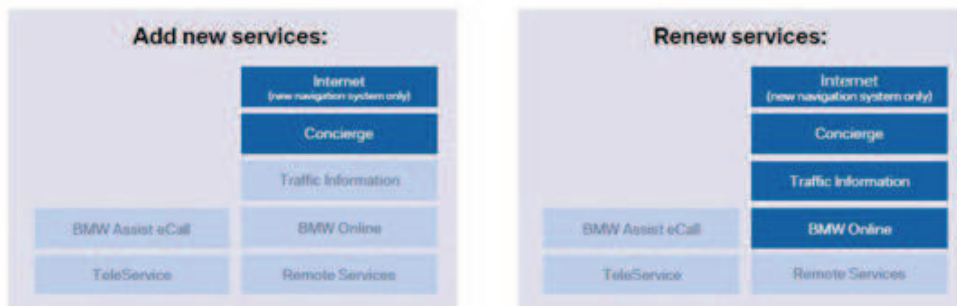 Add new services:
Internet
(new navigation system only)
Concierge
Traffic Information
BMW Assist eCall
BMW Online
TeleService
Remote Services
Renew services:
Internet
(new navigation system only)
Concierge
Traffic Information
BMW Assist eCall
BMW Online
TeleService
Remote Services